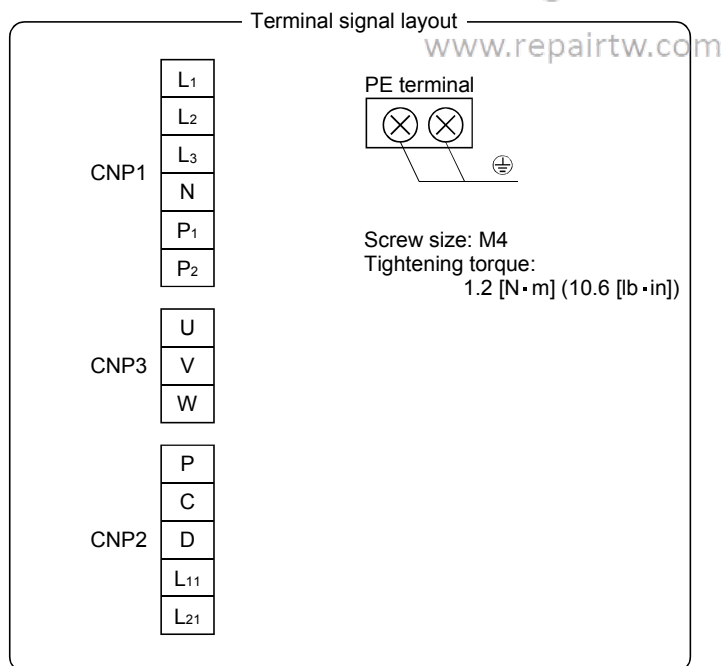 Terminal signal layout
www.repairtw.com
CNP1
L1
L2
L3
N
P1
P2
PE terminal
Screw size: M4
Tightening torque:
1.2 [N·m] (10.6 [lb·in])
CNP3
U
V
W
CNP2
P
C
D
L11
L21